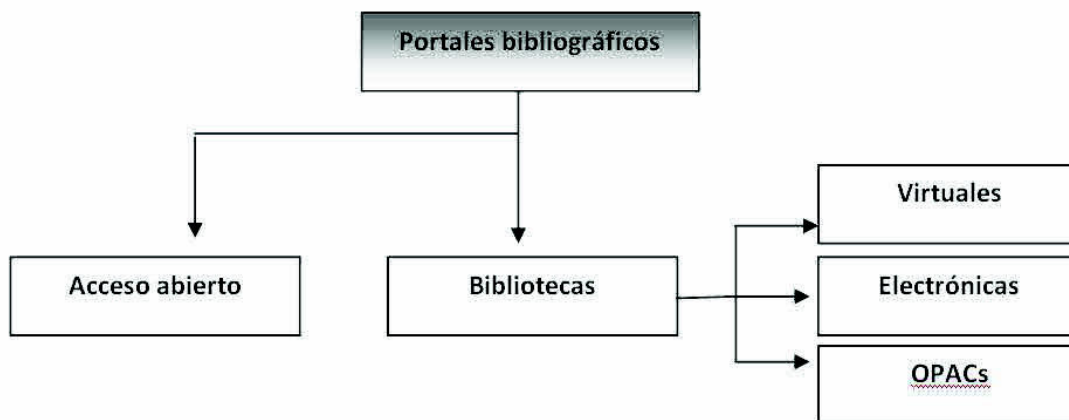 Portales bibliográficos
Acceso abierto
Bibliotecas
Virtuales
Electrónicas
OPACs